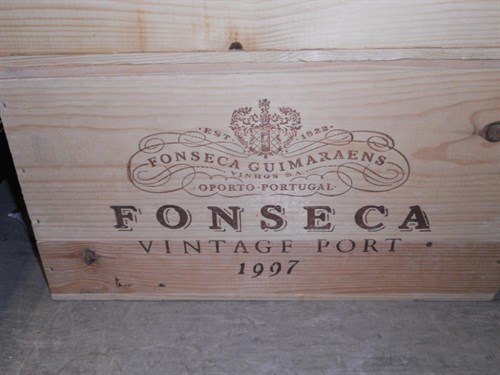 EST. 1822
FONSECA GUIMARAENS
VINHOS S.A.
OPORTO-PORTUGAL
FONSECA
VINTAGE PORT
1997